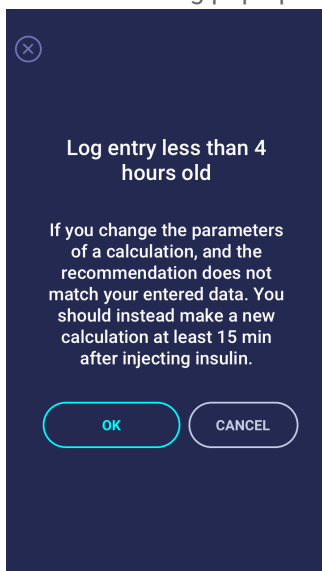 Log entry less than 4
hours old
If you change the parameters
of a calculation, and the
recommendation does not
match your entered data. You
should instead make a new
calculation at least 15 min
after injecting insulin.
OK
CANCEL